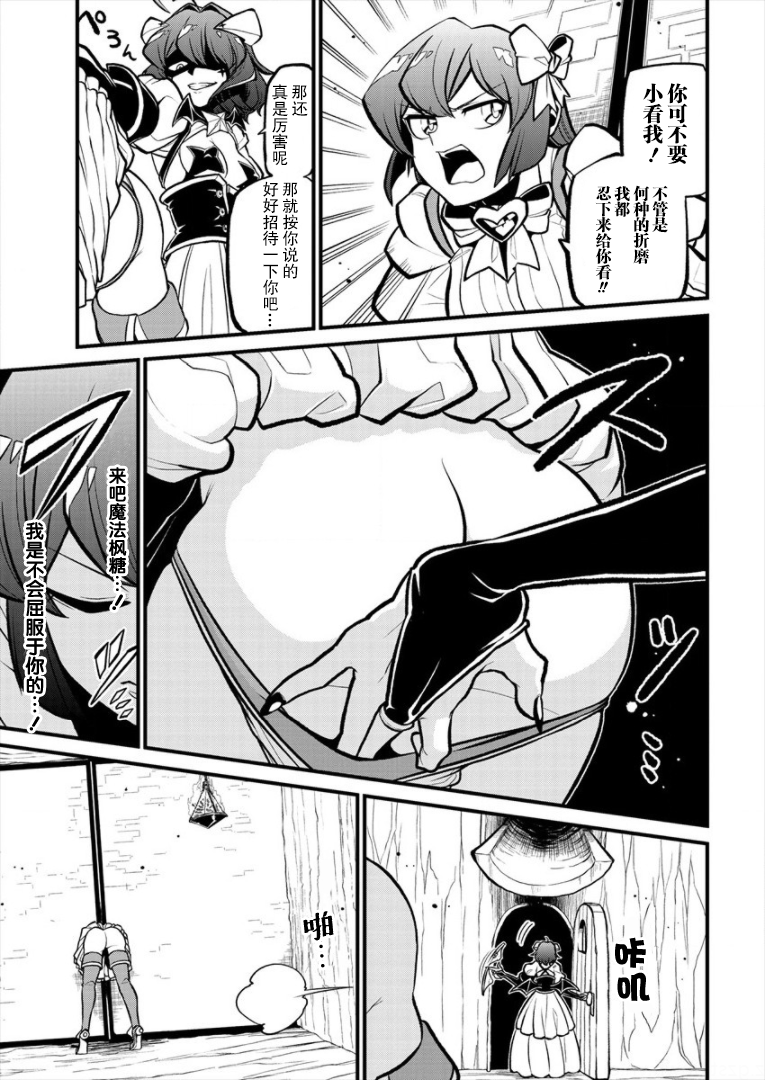 你可不要
小看我！
不管是
何种的折磨
我都
忍下来给你看!!
ぺろん
那还
真是厉害呢
那就按你说的
好好招待一下你吧…
来吧魔法枫糖…！
我是不会屈服于你的…！
咔叽
啪…